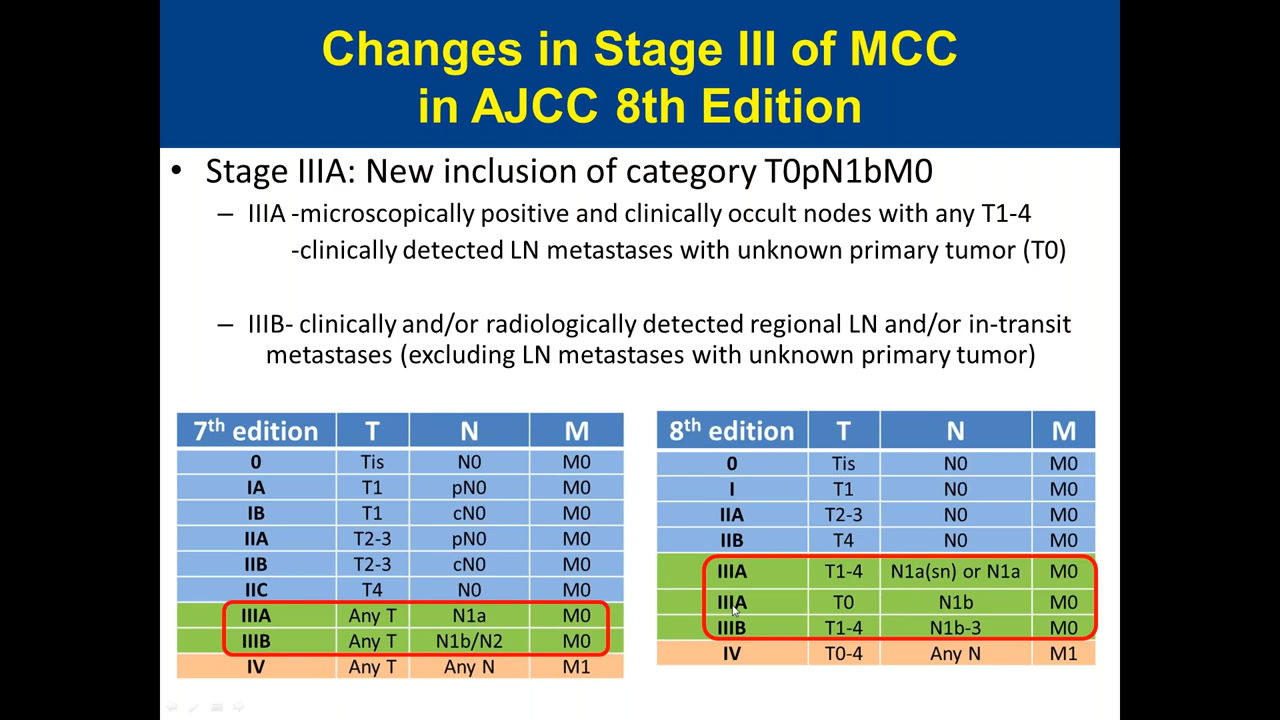 Changes in Stage III of MCC
in AJCC 8th Edition
• Stage IIIA: New inclusion of category T0pN1bM0
– IIIA -microscopically positive and clinically occult nodes with any T1-4
-clinically detected LN metastases with unknown primary tumor (T0)
– IIIB- clinically and/or radiologically detected regional LN and/or in-transit
metastases (excluding LN metastases with unknown primary tumor)
7th edition T N M
0 Tis N0 M0
IA T1 pN0 M0
IB T1 cN0 M0
IIA T2-3 pN0 M0
IIB T2-3 cN0 M0
IIC T4 N0 M0
IIIA Any T N1a M0
IIIB Any T N1b/N2 M0
IV Any T Any N M1
8th edition T N M
0 Tis N0 M0
I T1 N0 M0
IIA T2-3 N0 M0
IIB T4 N0 M0
IIIA T1-4 N1a(sn) or N1a M0
IIIA T0 N1b M0
IIIB T1-4 N1b-3 M0
IV T0-4 Any N M1